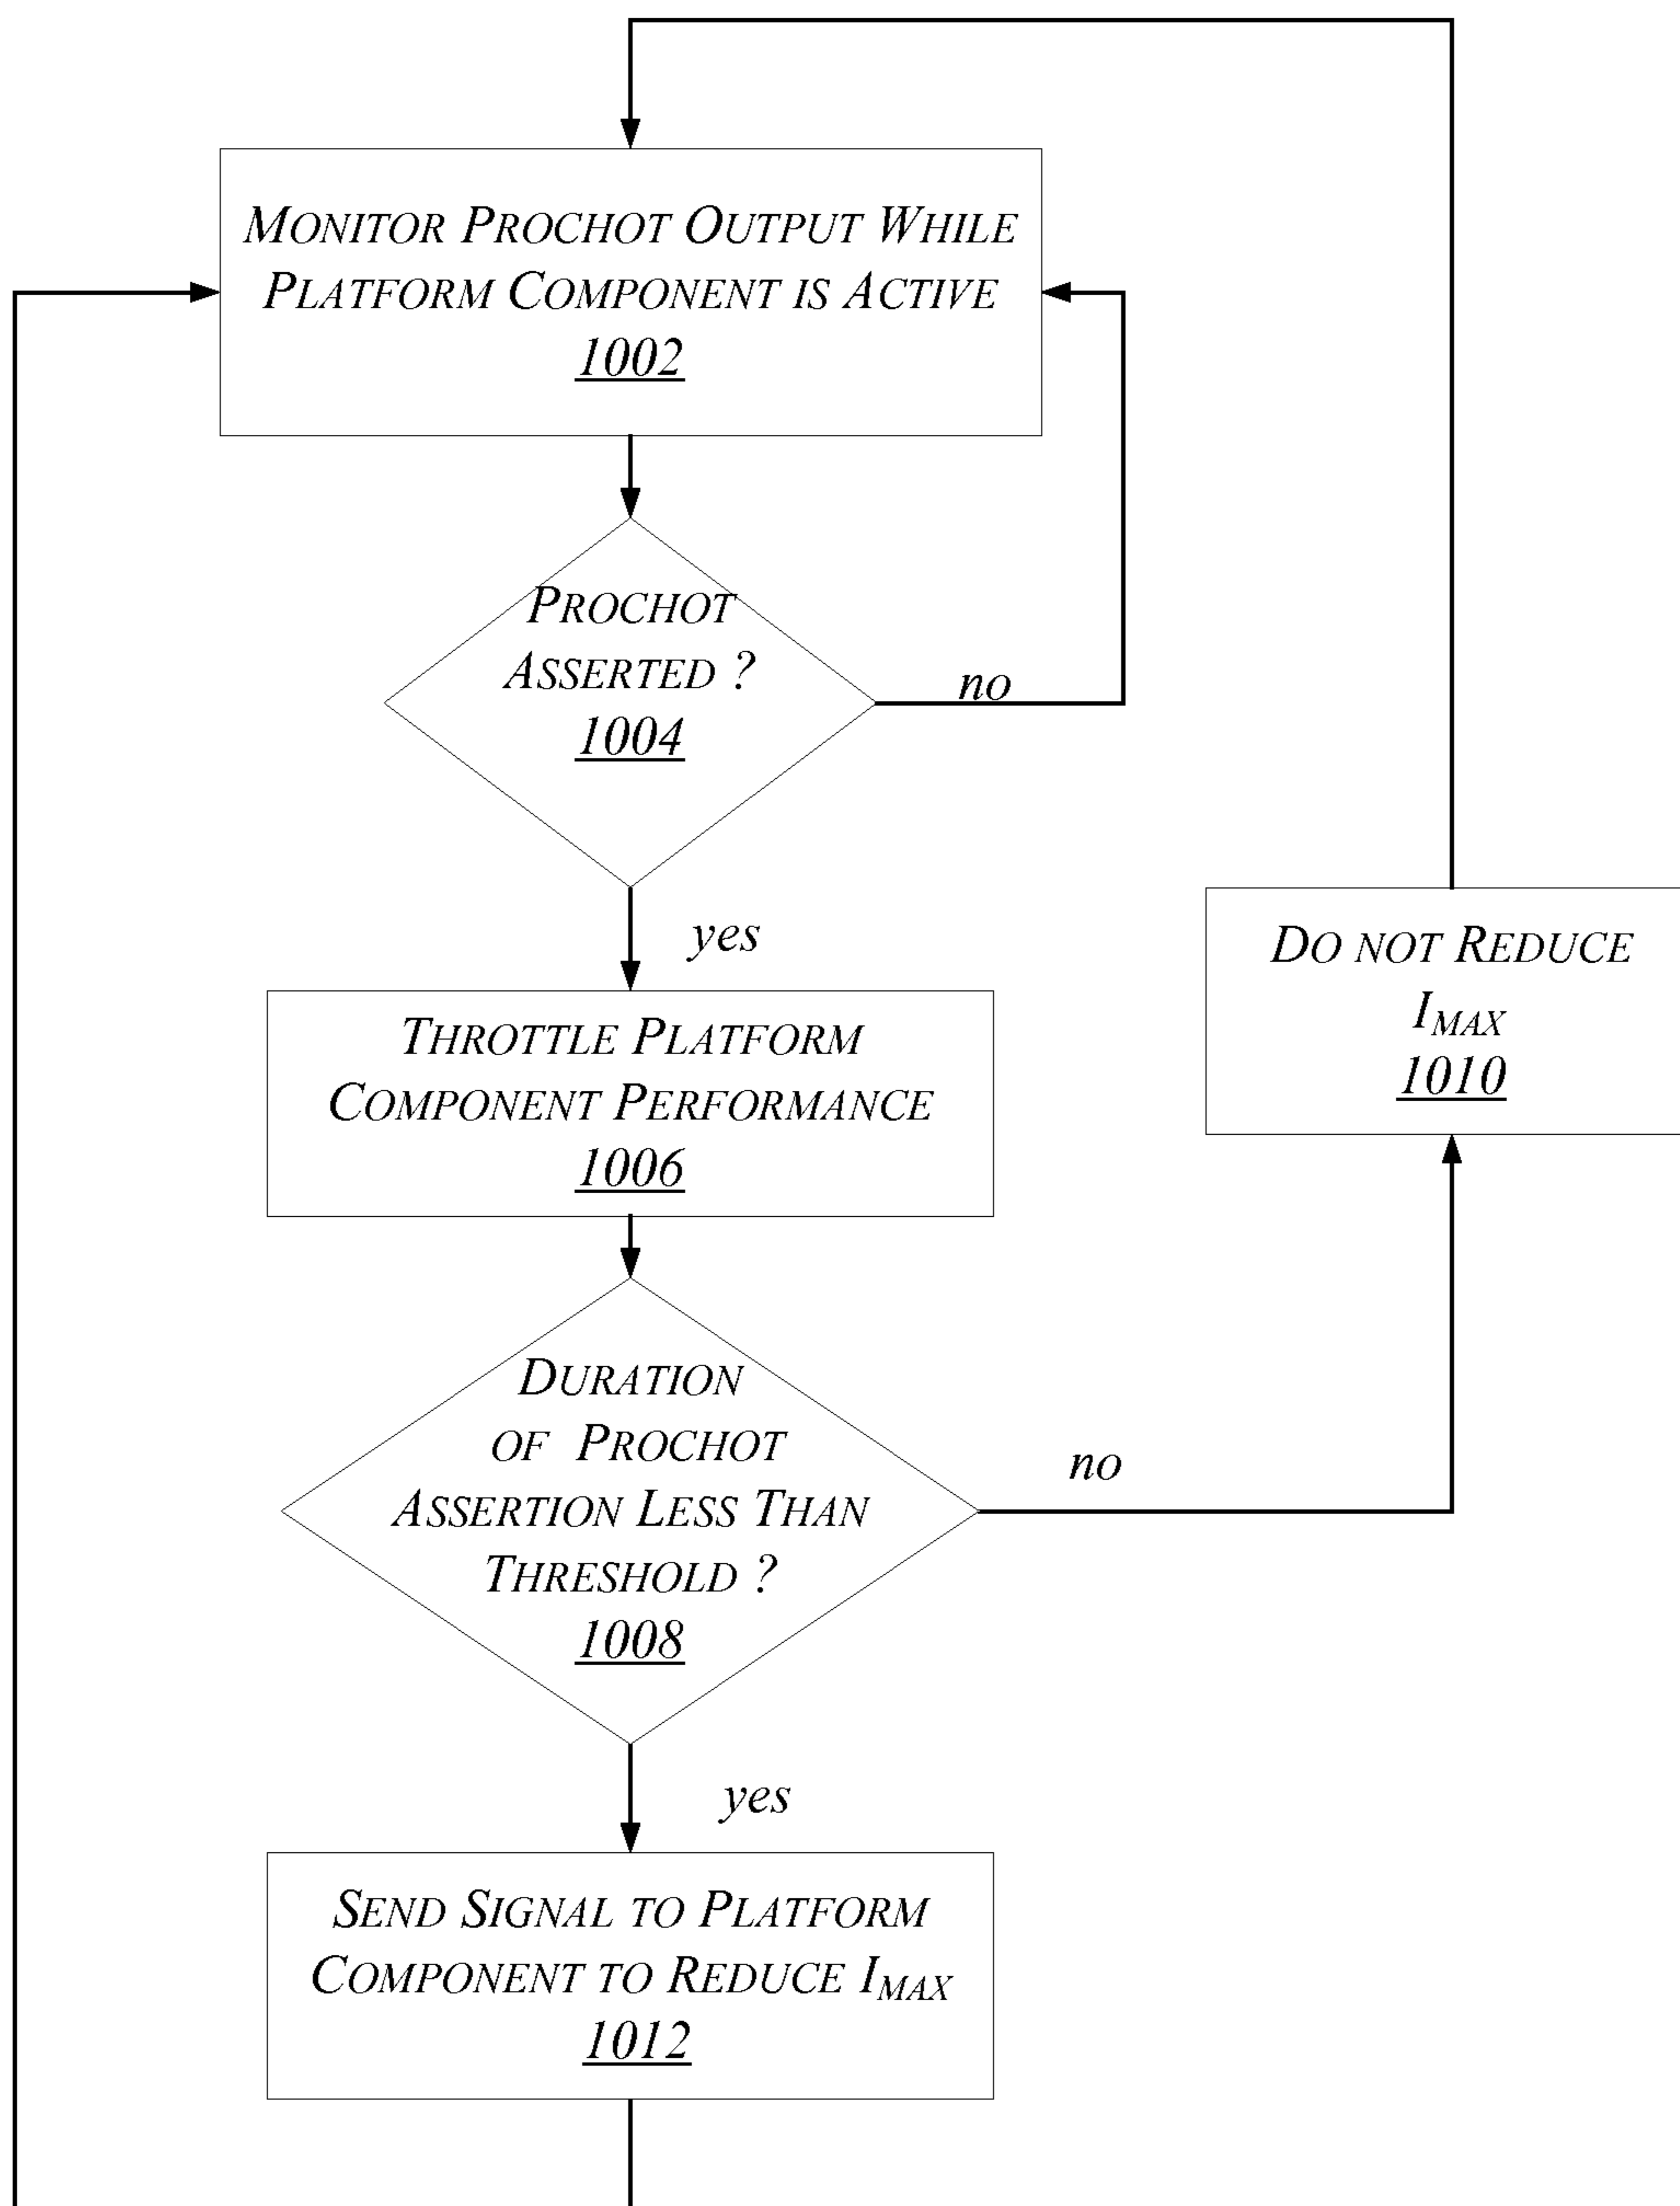 MONITOR PROCHOT OUTPUT WHILE
PLATFORM COMPONENT IS ACTIVE
1002
PROCHOT
ASSERTED ?
1004
no
yes
THROTTLE PLATFORM
COMPONENT PERFORMANCE
1006
DO NOT REDUCE
I_MAX
1010
DURATION
OF PROCHOT
ASSERTION LESS THAN
THRESHOLD ?
1008
no
yes
SEND SIGNAL TO PLATFORM
COMPONENT TO REDUCE I_MAX
1012